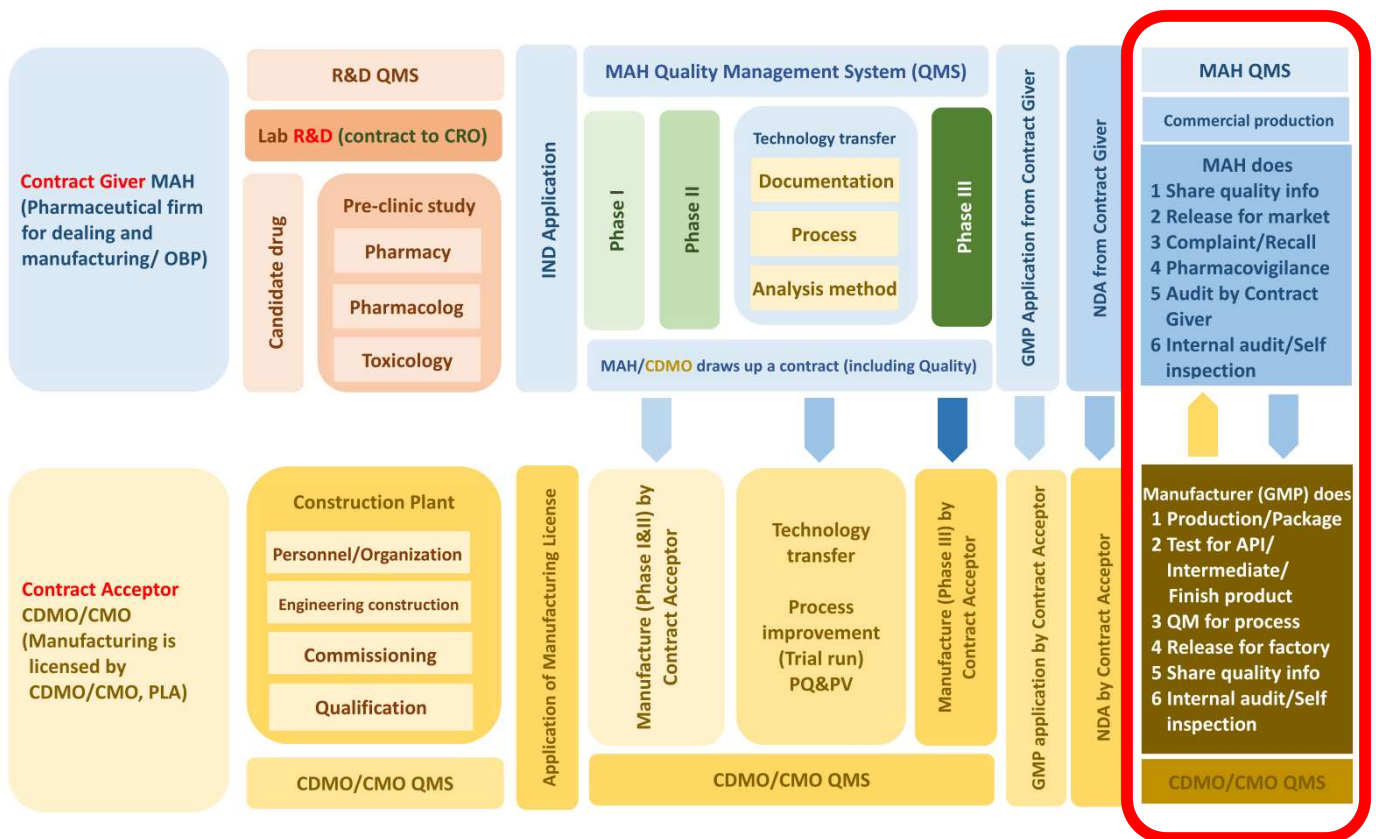 Contract Giver MAH
(Pharmaceutical firm
for dealing and
manufacturing/ OBP)
R&D QMS
Lab R&D (contract to CRO)
Candidate drug
Pre-clinic study
Pharmacy
Pharmacolog
Toxicology
IND Application
MAH Quality Management System (QMS)
Phase I
Phase II
Technology transfer
Documentation
Process
Analysis method
Phase III
MAH/CDMO draws up a contract (including Quality)
GMP Application from Contract Giver
NDA from Contract Giver
MAH QMS
Commercial production
MAH does
1 Share quality info
2 Release for market
3 Complaint/Recall
4 Pharmacovigilance
5 Audit by Contract
Giver
6 Internal audit/Self
inspection
Contract Acceptor
CDMO/CMO
(Manufacturing is
licensed by
CDMO/CMO, PLA)
Construction Plant
Personnel/Organization
Engineering construction
Commissioning
Qualification
CDMO/CMO QMS
Application of Manufacturing License
Manufacture (Phase I&II) by
Contract Acceptor
Technology
transfer
Process
improvement
(Trial run)
PQ&PV
Manufacture (Phase III) by
Contract Acceptor
CDMO/CMO QMS
GMP application by Contract Acceptor
NDA by Contract Acceptor
Manufacturer (GMP) does
1 Production/Package
2 Test for API/
Intermediate/
Finish product
3 QM for process
4 Release for factory
5 Share quality info
6 Internal audit/Self
inspection
CDMO/CMO QMS